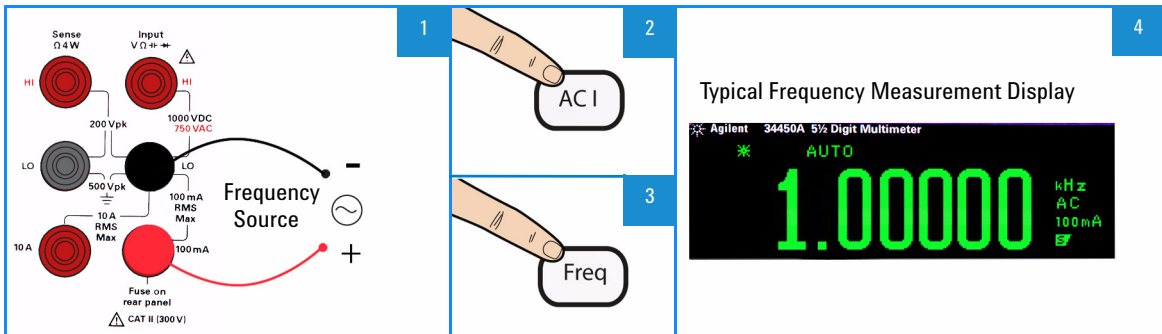 1
Sense
Ω 4 W
Input
V Ω
HI
HI
1000 VDC
750 VAC
200 Vpk
LO
LO
500 Vpk
100 mA
RMS
Max
10 A
RMS
Max
10 A
100 mA
Fuse on
rear panel
CAT II (300 V)
Frequency
Source
-
+
2
AC I
3
Freq
4
Typical Frequency Measurement Display
Agilent 34450A 5½ Digit Multimeter
AUTO
1.00000
kHz
AC
100mA
S